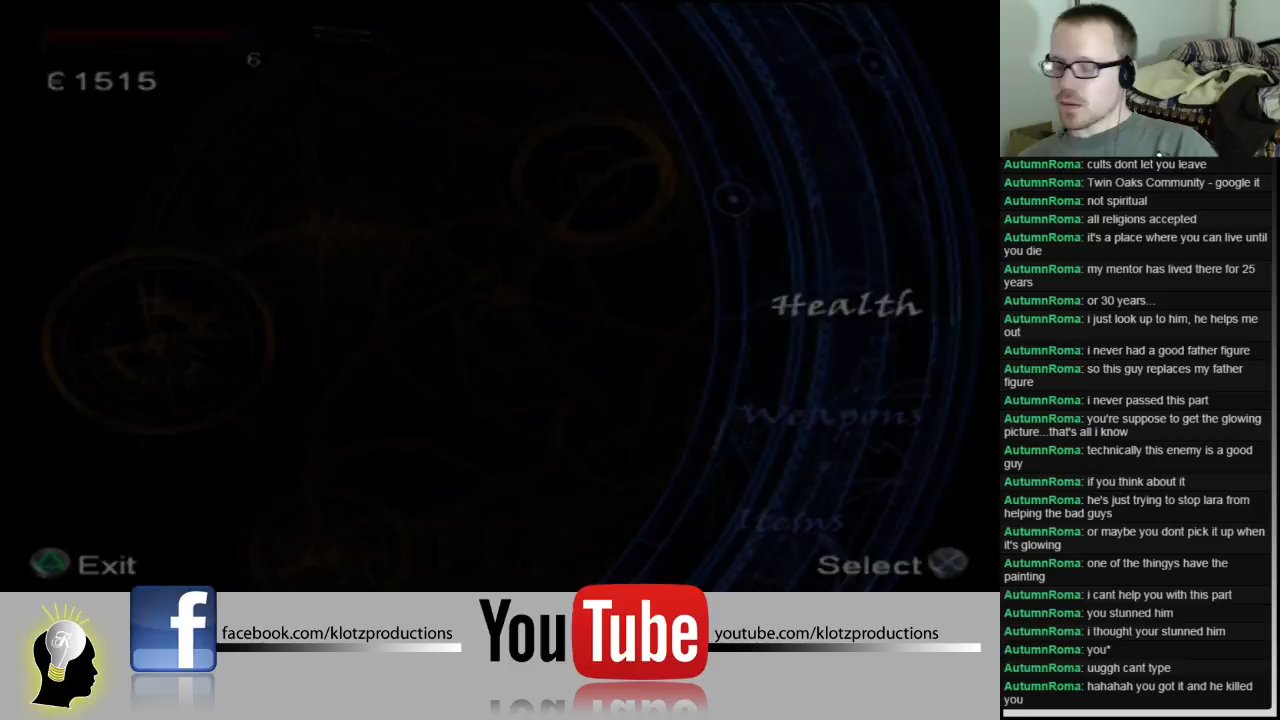 6
€ 1515
Health
Weapons
Items
Exit
Select
AutumnRoma: cults dont let you leave
AutumnRoma: Twin Oaks Community - google it
AutumnRoma: not spiritual
AutumnRoma: all religions accepted
AutumnRoma: it's a place where you can live until
you die
AutumnRoma: my mentor has lived there for 25
years
AutumnRoma: or 30 years...
AutumnRoma: i just look up to him, he helps me
out
AutumnRoma: i never had a good father figure
AutumnRoma: so this guy replaces my father
figure
AutumnRoma: i never passed this part
AutumnRoma: you're suppose to get the glowing
picture...that's all i know
AutumnRoma: technically this enemy is a good
guy
AutumnRoma: if you think about it
AutumnRoma: he's just trying to stop lara from
helping the bad guys
AutumnRoma: or maybe you dont pick it up when
it's glowing
AutumnRoma: one of the thingys have the
painting
AutumnRoma: i cant help you with this part
AutumnRoma: you stunned him
AutumnRoma: i thought your stunned him
AutumnRoma: you*
AutumnRoma: uuggh cant type
AutumnRoma: hahahah you got it and he killed
you
K
f
facebook.com/klotzproductions
YouTube
youtube.com/klotzproductions